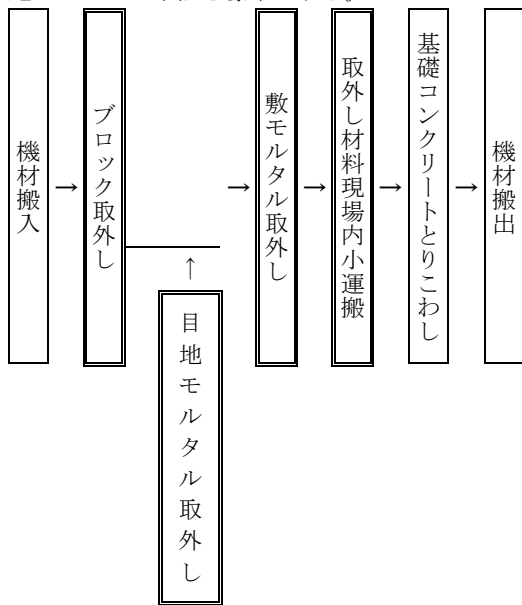 機材搬入
→
ブロック取外し
↑
目地モルタル取外し
→
敷モルタル取外し
→
取外し材料現場内小運搬
→
基礎コンクリートとりこわし
→
機材搬出